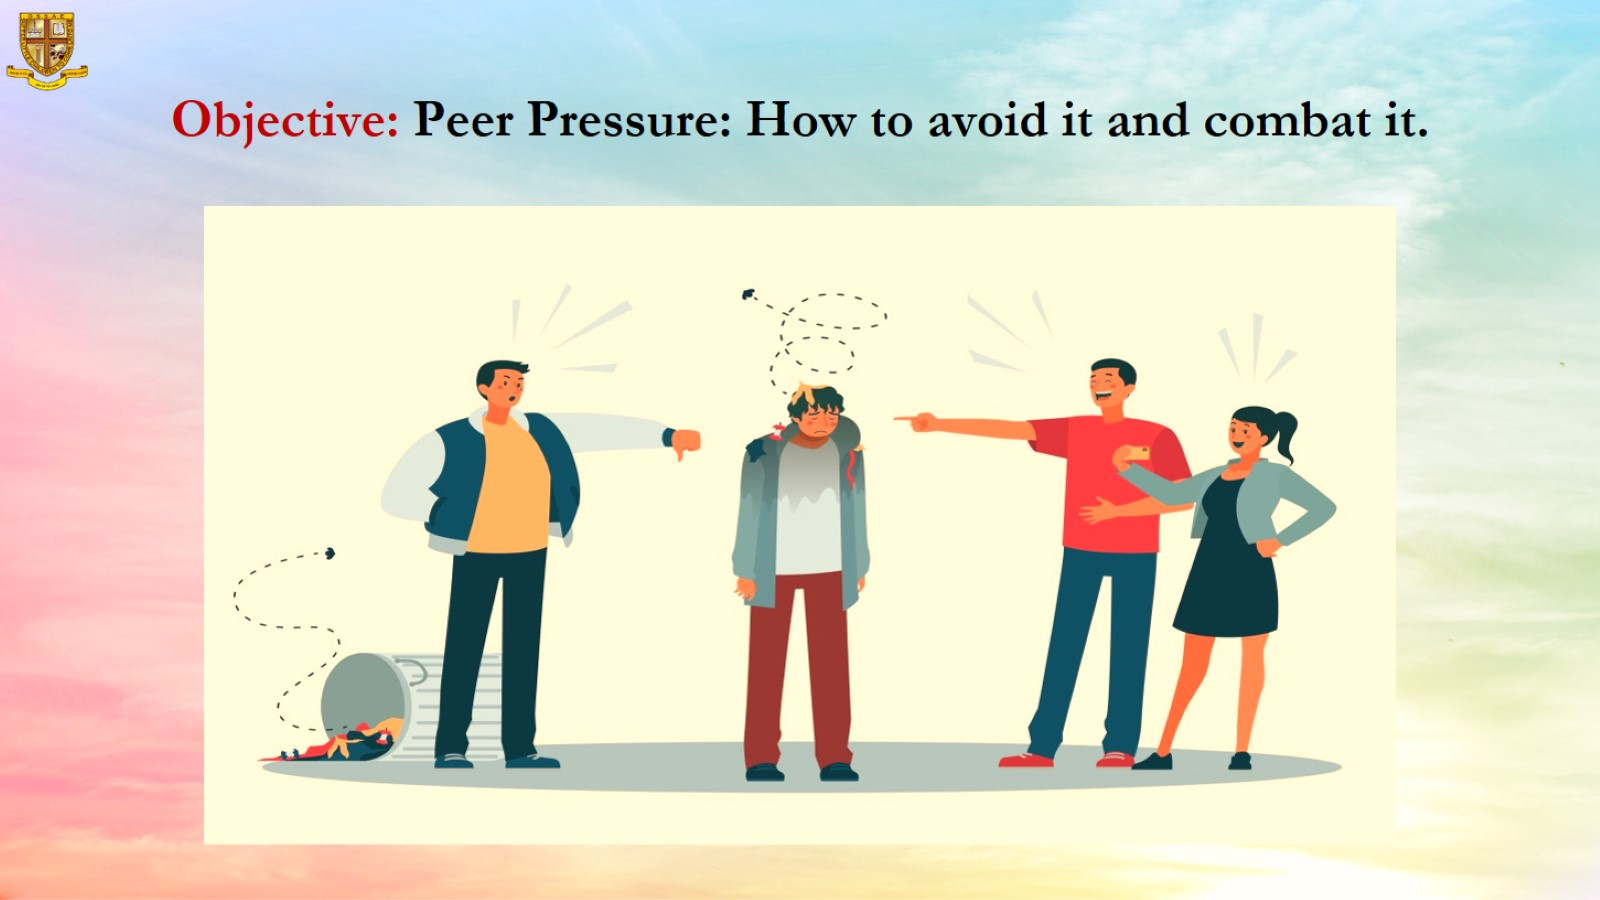 Objective: Peer Pressure: How to avoid it and combat it.